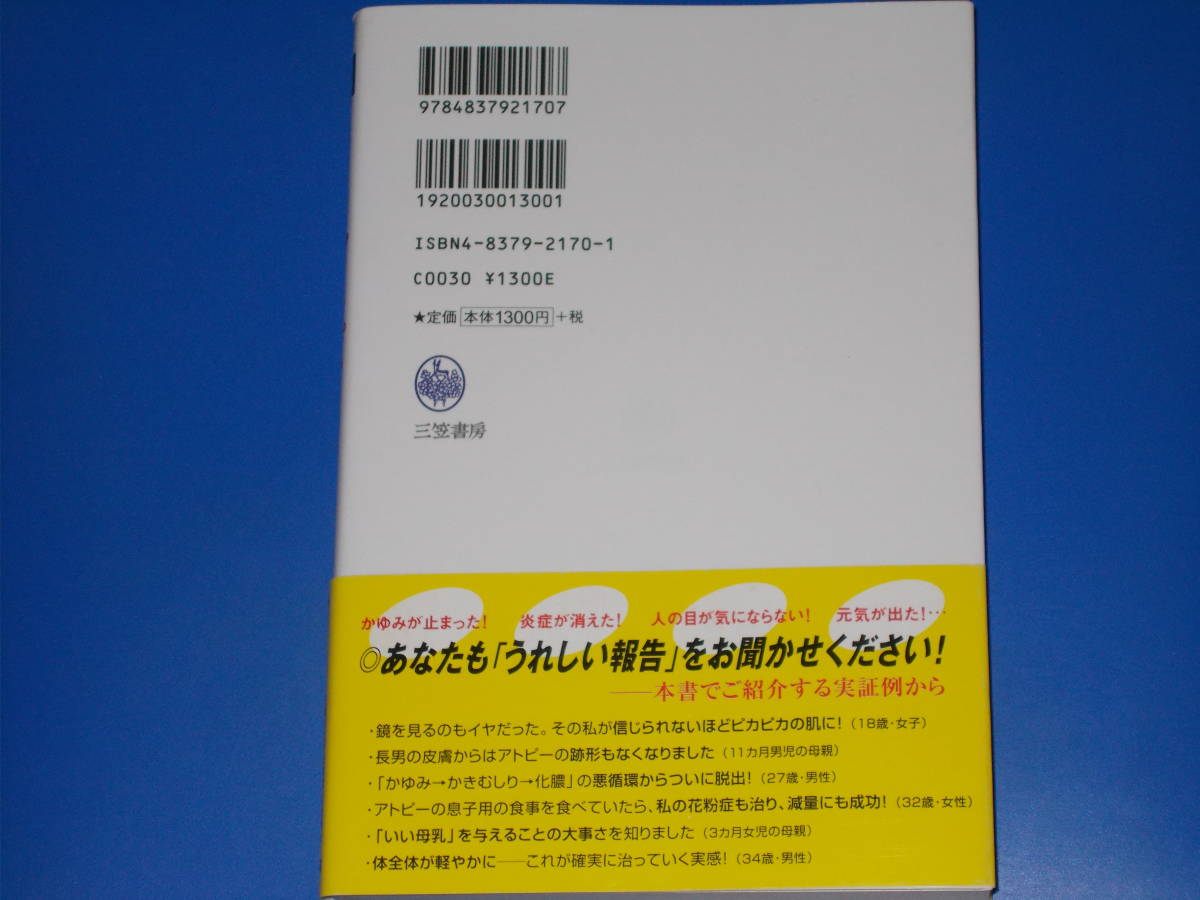 9784837921707
1920030013001
ISBN4-8379-2170-1
C0030 ¥1300E
★定価 本体1300円 +税
三笠書房
かゆみが止まった! 炎症が消えた! 人の目が気にならない! 元気が出た!…
◎あなたも「うれしい報告」をお聞かせください!
――本書でご紹介する実証例から
・鏡を見るのもイヤだった。その私が信じられないほどピカピカの肌に!(18歳・女子)
・長男の皮膚からはアトピーの跡形もなくなりました(11カ月男児の母親)
・「かゆみ→かきむしり→化膿」の悪循環からついに脱出!(27歳・男性)
・アトピーの息子用の食事を食べていたら、私の花粉症も治り、減量にも成功!(32歳・女性)
・「いい母乳」を与えることの大事さを知りました(3カ月女児の母親)
・体全体が軽やかに――これが確実に治っていく実感!(34歳・男性)